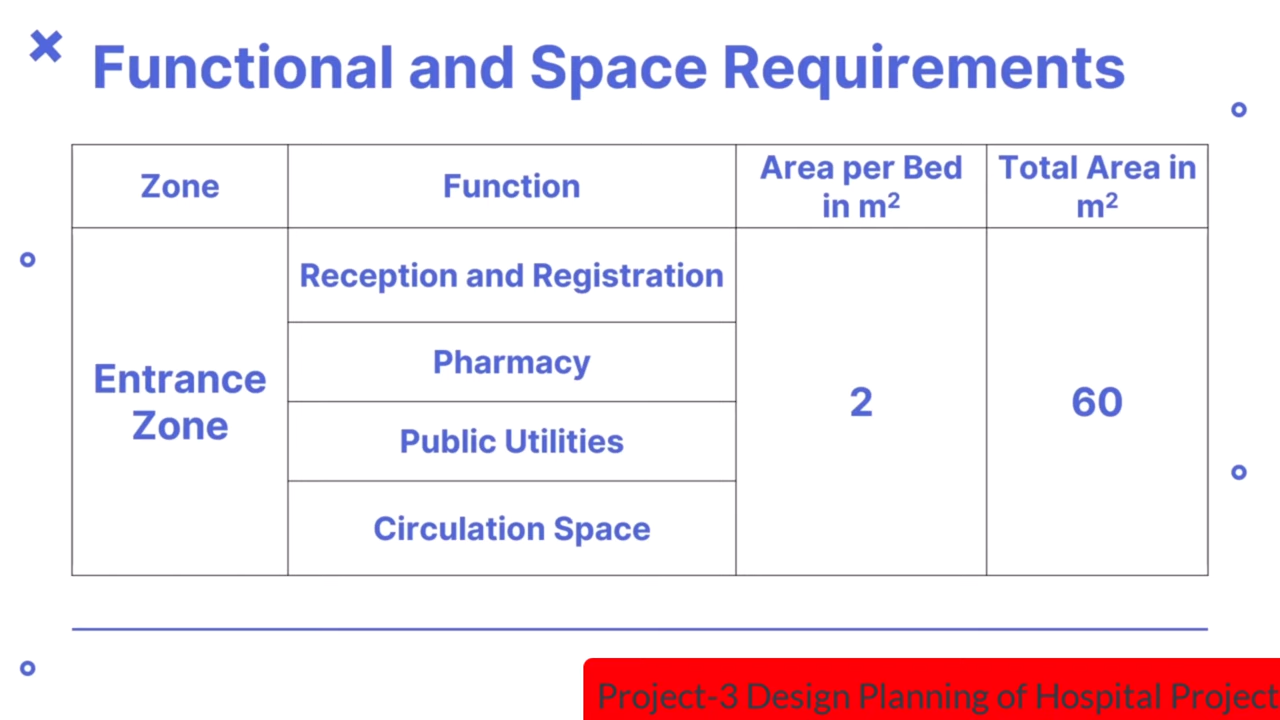 Functional and Space Requirements
Zone
Function
Area per Bed
in m²
Total Area in
m²
Entrance
Zone
Reception and Registration
Pharmacy
Public Utilities
Circulation Space
2
60
Project-3 Design Planning of Hospital Project